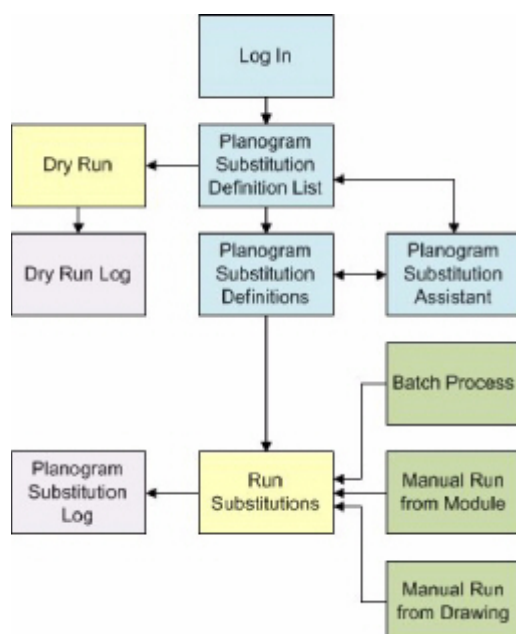 Log In
Dry Run
Planogram
Substitution
Definition List
Dry Run Log
Planogram
Substitution
Definitions
Planogram
Substitution
Assistant
Batch Process
Planogram
Substitution
Log
Run
Substitutions
Manual Run
from Module
Manual Run
from Drawing